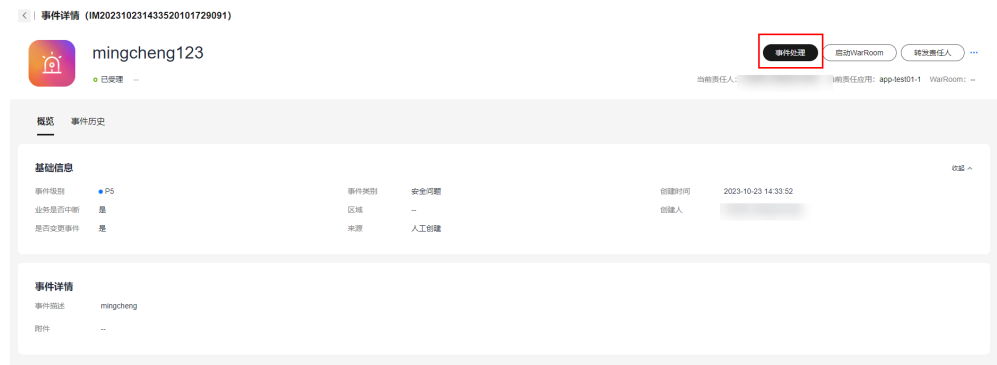 事件详情（IM20231023143352010172909​1）
mingcheng123
事件处理 启动WarRoom 转发责任人 ...
已受理 --
当前责任人: 前责任应用: app-test01-1 WarRoom: --
概览 事件历史
基础信息 收起
事件级别 P5 事件类别 安全问题 创建时间 2023-10-23 14:33:52
业务是否中断 是 区域 -- 创建人
是否变更事件 是 来源 人工创建
事件详情
事件描述 mingcheng
附件 --